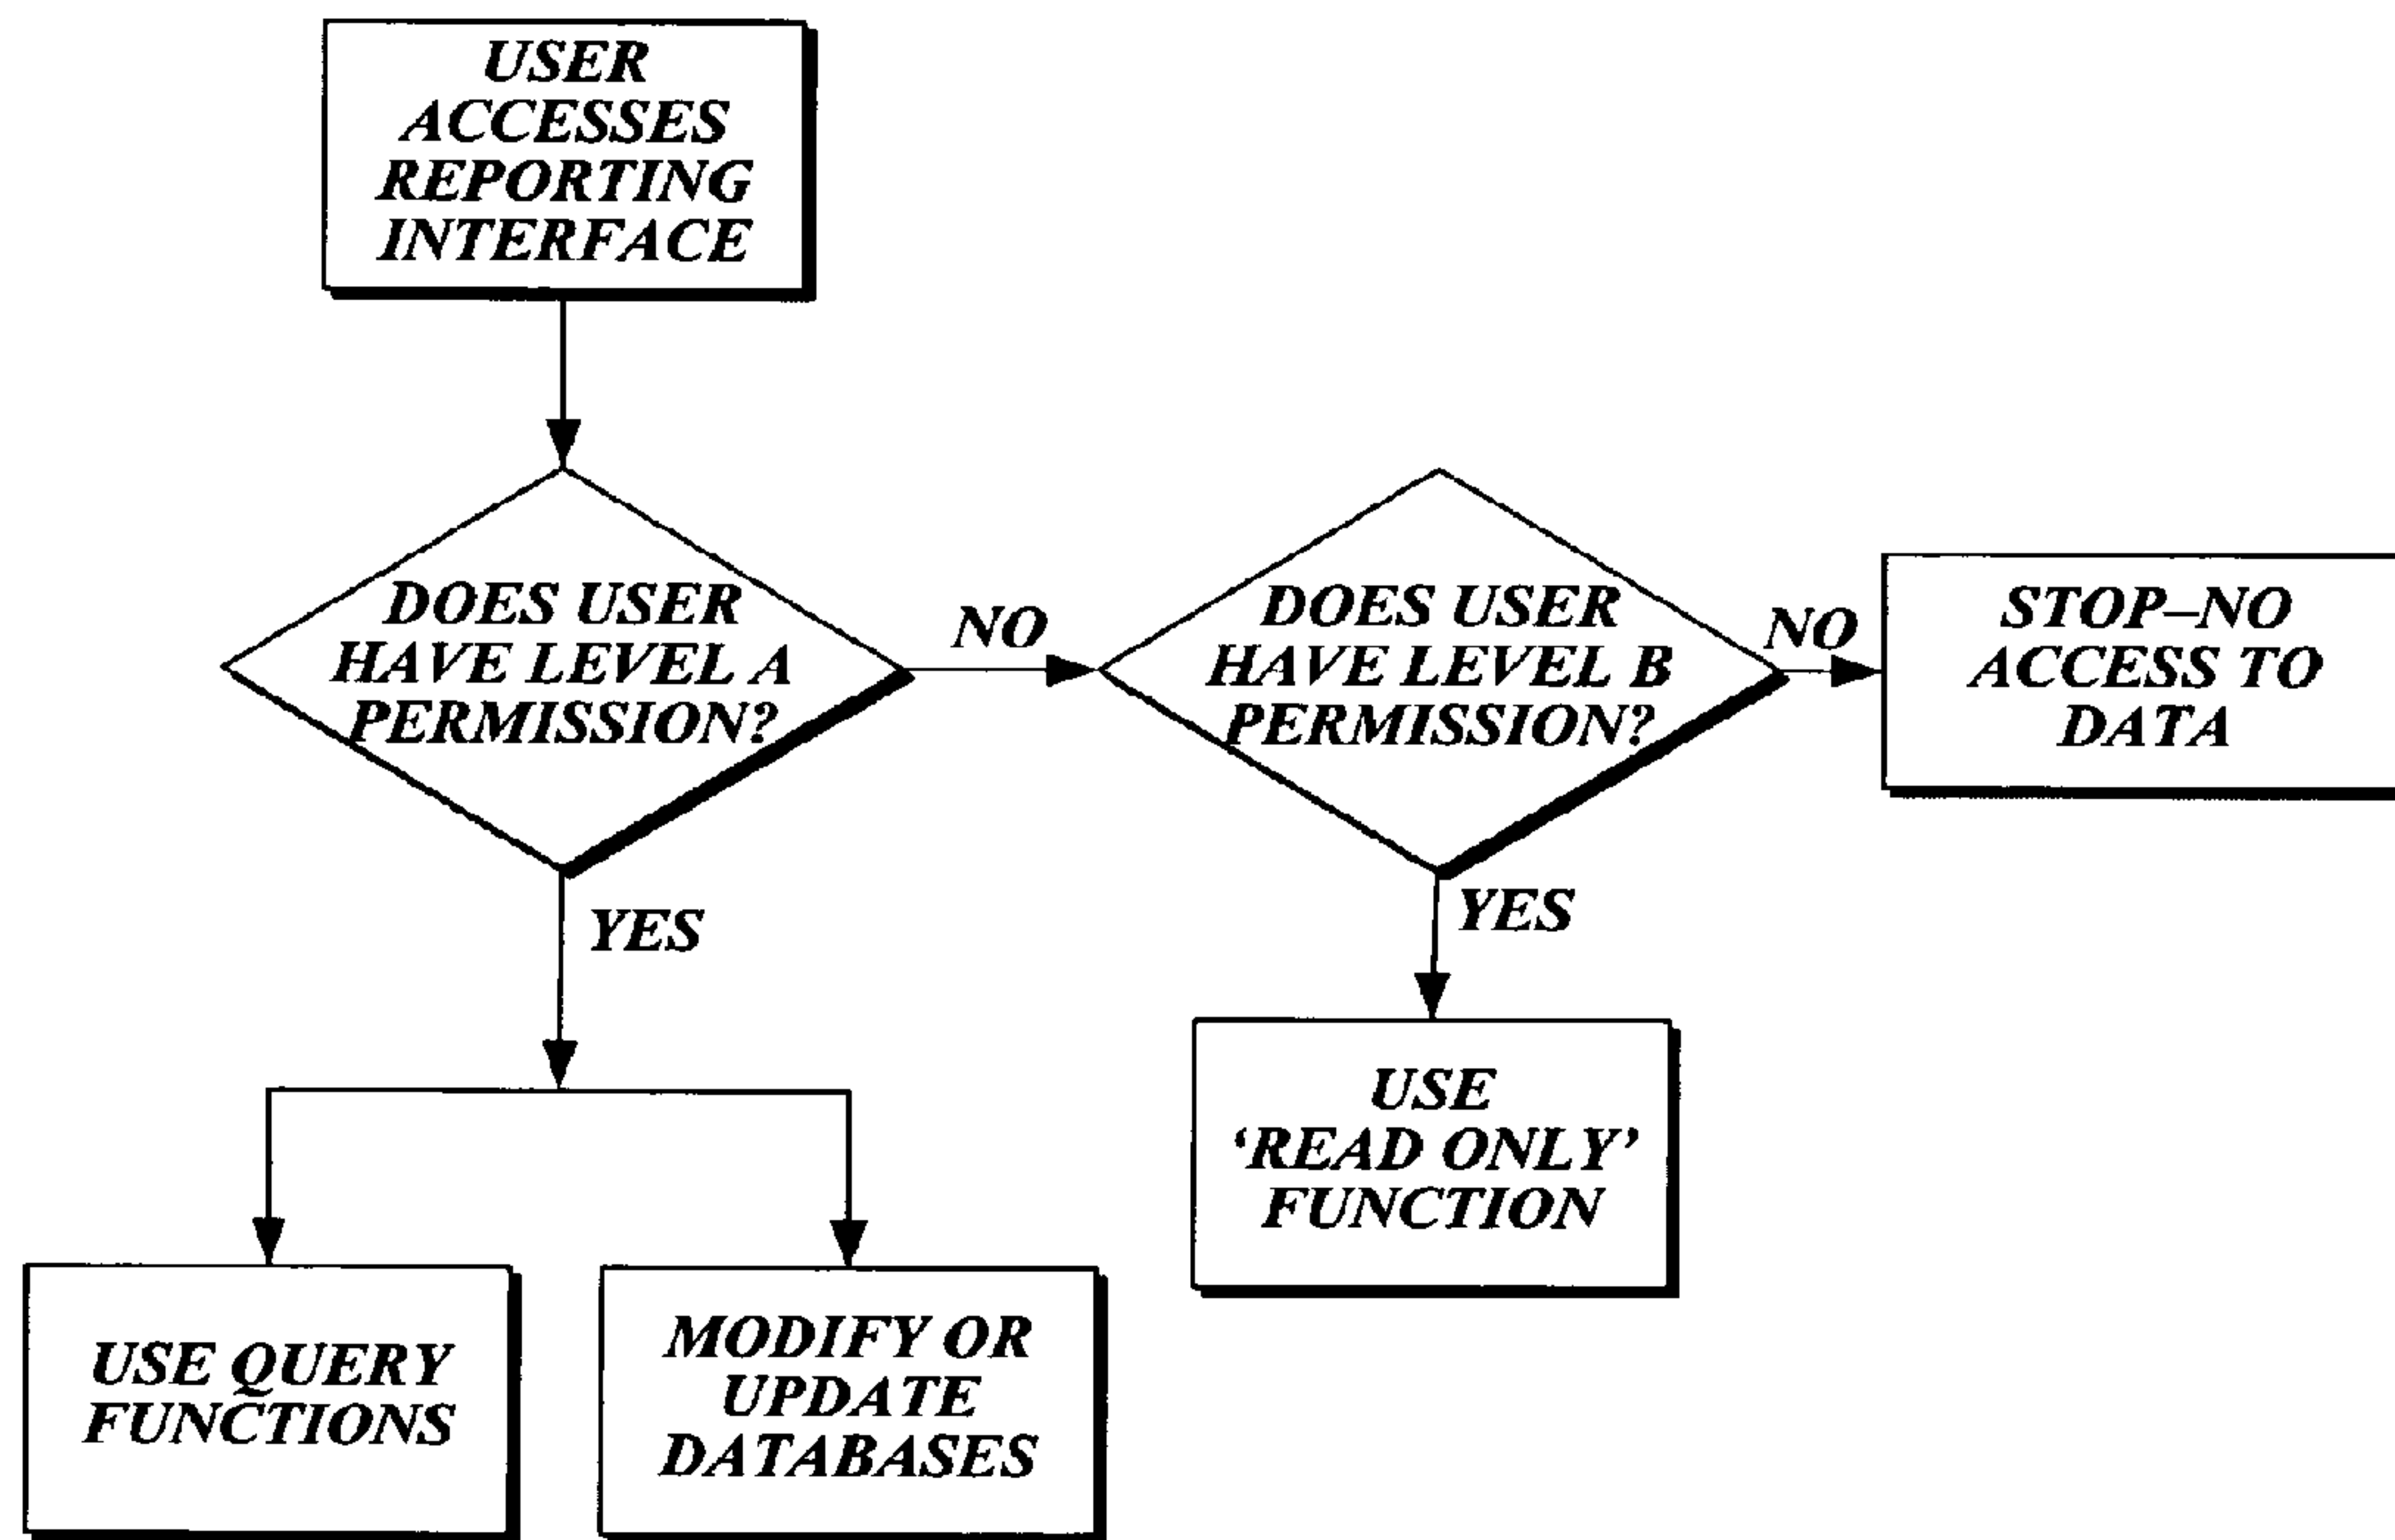 USER
ACCESSES
REPORTING
INTERFACE
DOES USER
HAVE LEVEL A
PERMISSION?
NO
DOES USER
HAVE LEVEL B
PERMISSION?
NO
STOP–NO
ACCESS TO
DATA
YES
YES
USE
‘READ ONLY’
FUNCTION
USE QUERY
FUNCTIONS
MODIFY OR
UPDATE
DATABASES